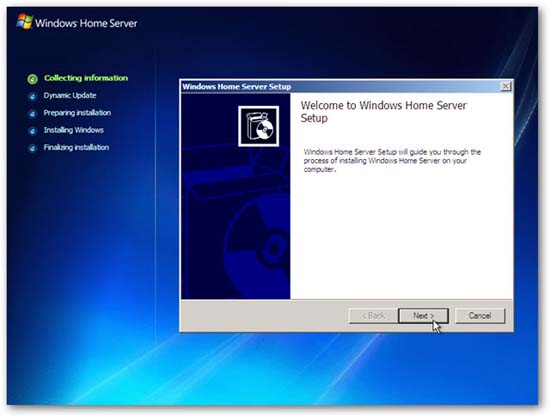 Windows Home Server
Collecting information
Dynamic Update
Preparing installation
Installing Windows
Finalizing installation
Windows Home Server Setup
Welcome to Windows Home Server
Setup
Windows Home Server Setup will guide you through the
process of installing Windows Home Server on your
computer.
< Back
Next >
Cancel